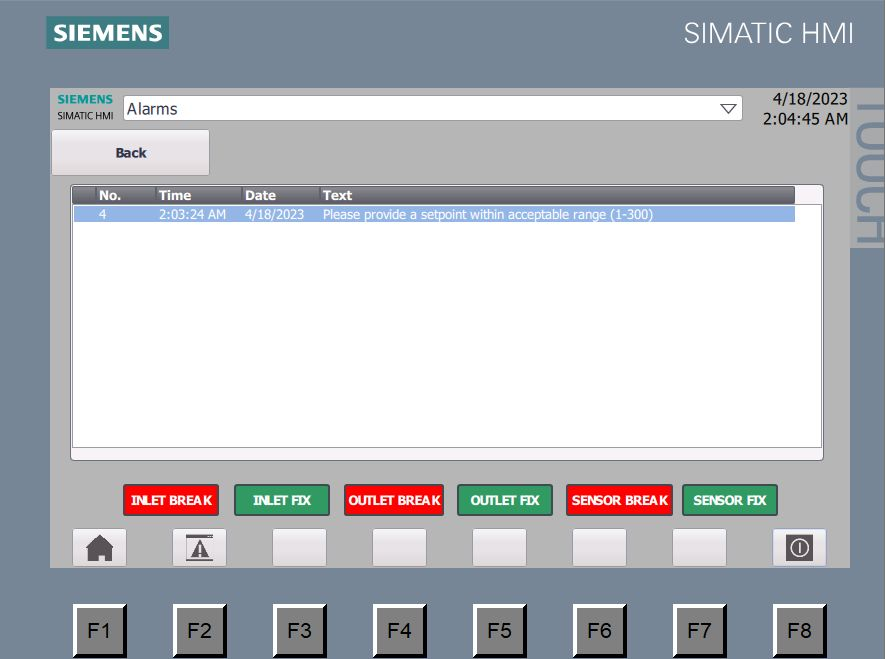 SIEMENS
SIMATIC HMI
SIEMENS
SIMATIC HMI
Alarms
4/18/2023
2:04:45 AM
TOUCH
Back
No. Time Date Text
4 2:03:24 AM 4/18/2023 Please provide a setpoint within acceptable range (1-300)
INLET BREAK INLET FIX OUTLET BREAK OUTLET FIX SENSOR BREAK SENSOR FIX
F1 F2 F3 F4 F5 F6 F7 F8